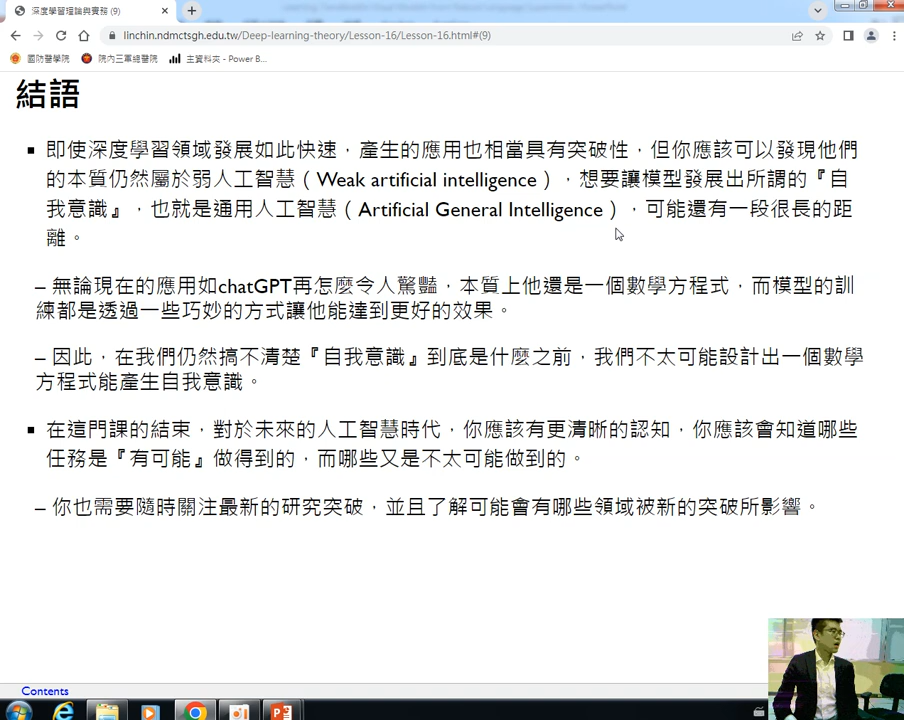 深度學習理論與實務 (9)
linchin.ndmctsgh.edu.tw/Deep-learning-theory/Lesson-16/Lesson-16.html#(9)
國防醫學院 院內三軍總醫院 主資料夾 - Power B...
結語
即使深度學習領域發展如此快速，產生的應用也相當具有突破性，但你應該可以發現他們
的本質仍然屬於弱人工智慧（Weak artificial intelligence），想要讓模型發展出所謂的『自
我意識』，也就是通用人工智慧（Artificial General Intelligence），可能還有一段很長的距
離。
– 無論現在的應用如chatGPT再怎麼令人驚豔，本質上他還是一個數學方程式，而模型的訓
練都是透過一些巧妙的方式讓他能達到更好的效果。
– 因此，在我們仍然搞不清楚『自我意識』到底是什麼之前，我們不太可能設計出一個數學
方程式能產生自我意識。
在這門課的結束，對於未來的人工智慧時代，你應該有更清晰的認知，你應該會知道哪些
任務是『有可能』做得到的，而哪些又是不太可能做到的。
– 你也需要隨時關注最新的研究突破，並且了解可能會有哪些領域被新的突破所影響。
Contents